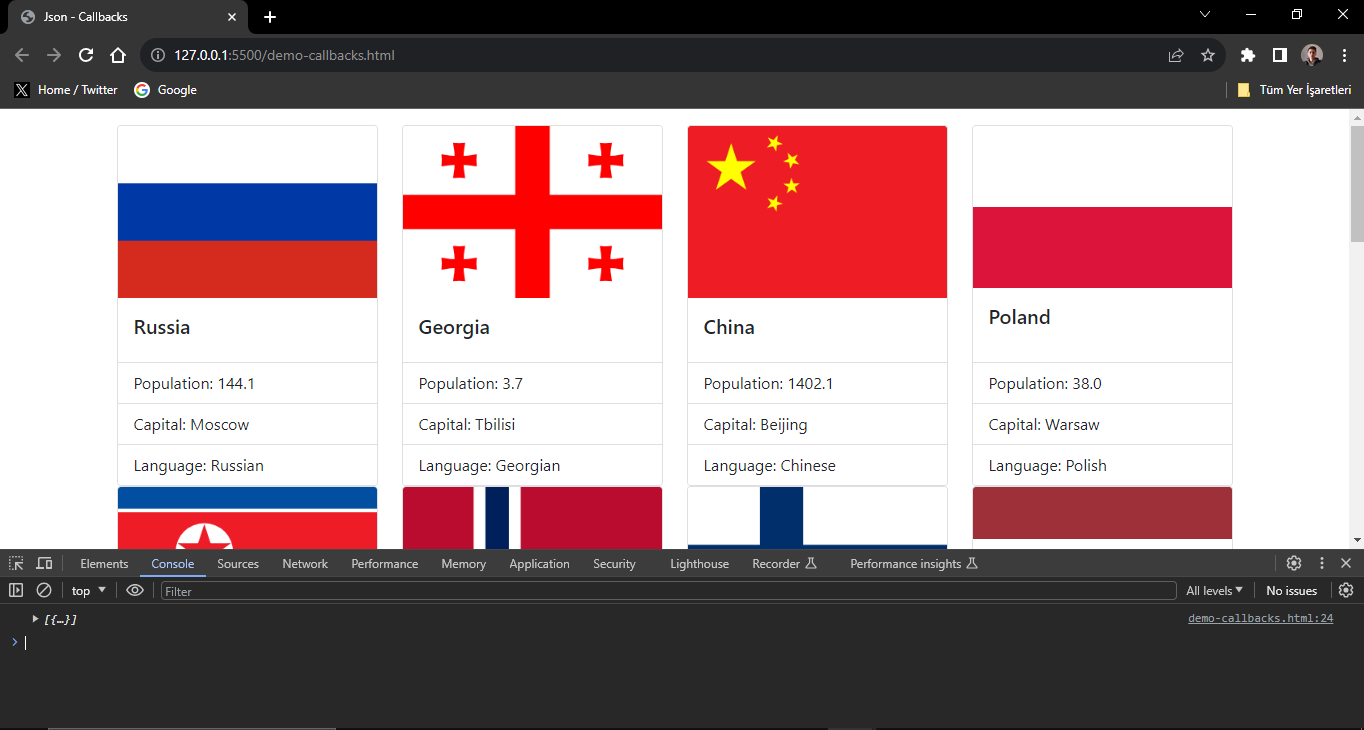 Json - Callbacks
127.0.0.1:5500/demo-callbacks.html
Home / Twitter Google Tüm Yer İşaretleri
Russia Georgia China Poland
Population: 144.1 Population: 3.7 Population: 1402.1 Population: 38.0
Capital: Moscow Capital: Tbilisi Capital: Beijing Capital: Warsaw
Language: Russian Language: Georgian Language: Chinese Language: Polish
Elements Console Sources Network Performance Memory Application Security Lighthouse Recorder Performance insights
top Filter All levels No issues
[{…}] demo-callbacks.html:24